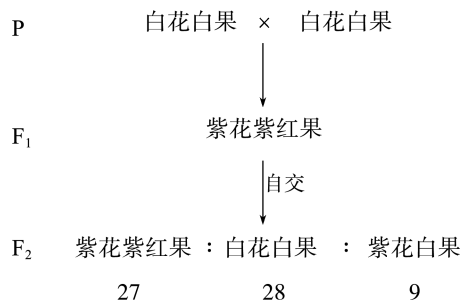 P 白花白果 × 白花白果
F₁ 紫花紫红果
自交
F₂ 紫花紫红果 : 白花白果 : 紫花白果
27 28 9